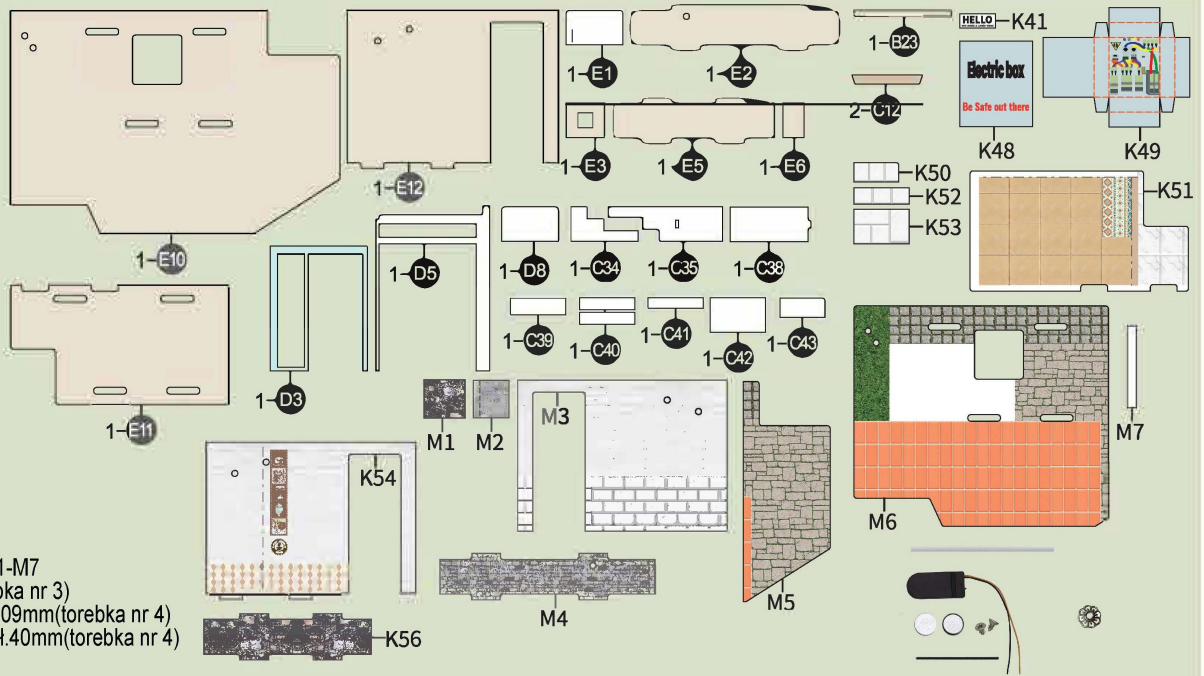 HELLO
K41
1-E1
1-E2
1-B23
Electric box
Be Safe out there
2-C12
K48
K49
1-E3
1-E5
1-E6
1-E12
K50
K52
K51
K53
1-E10
1-D5
1-D8
1-C34
1-C35
1-C38
1-C39
1-C40
1-C41
1-C42
1-C43
1-D3
1-E11
M1
M2
M3
M7
K54
M6
1-M7
bka nr 3)
09mm(torebka nr 4)
ł.40mm(torebka nr 4)
M4
M5
K56